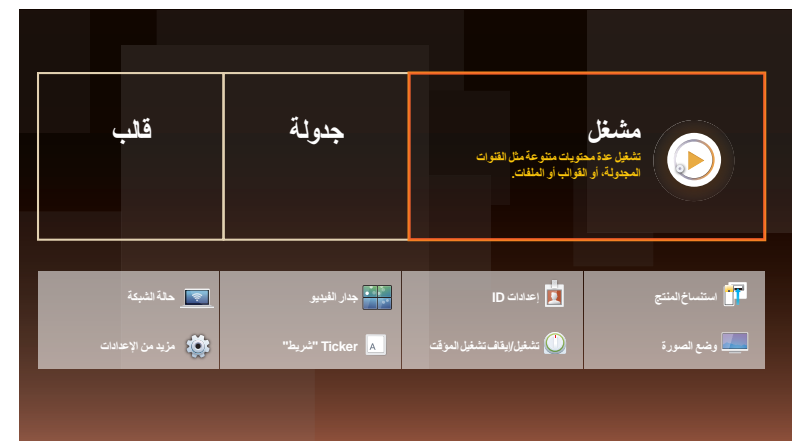 مشغل
تشغيل عدة محتويات متنوعة مثل القنوات
المجدولة، أو القوالب أو الملفات.
جدولة
قالب
استنساخ المنتج
إعدادات ID
جدار الفيديو
حالة الشبكة
وضع الصورة
تشغيل/إيقاف تشغيل المؤقت
Ticker "شريط"
A
مزيد من الإعدادات